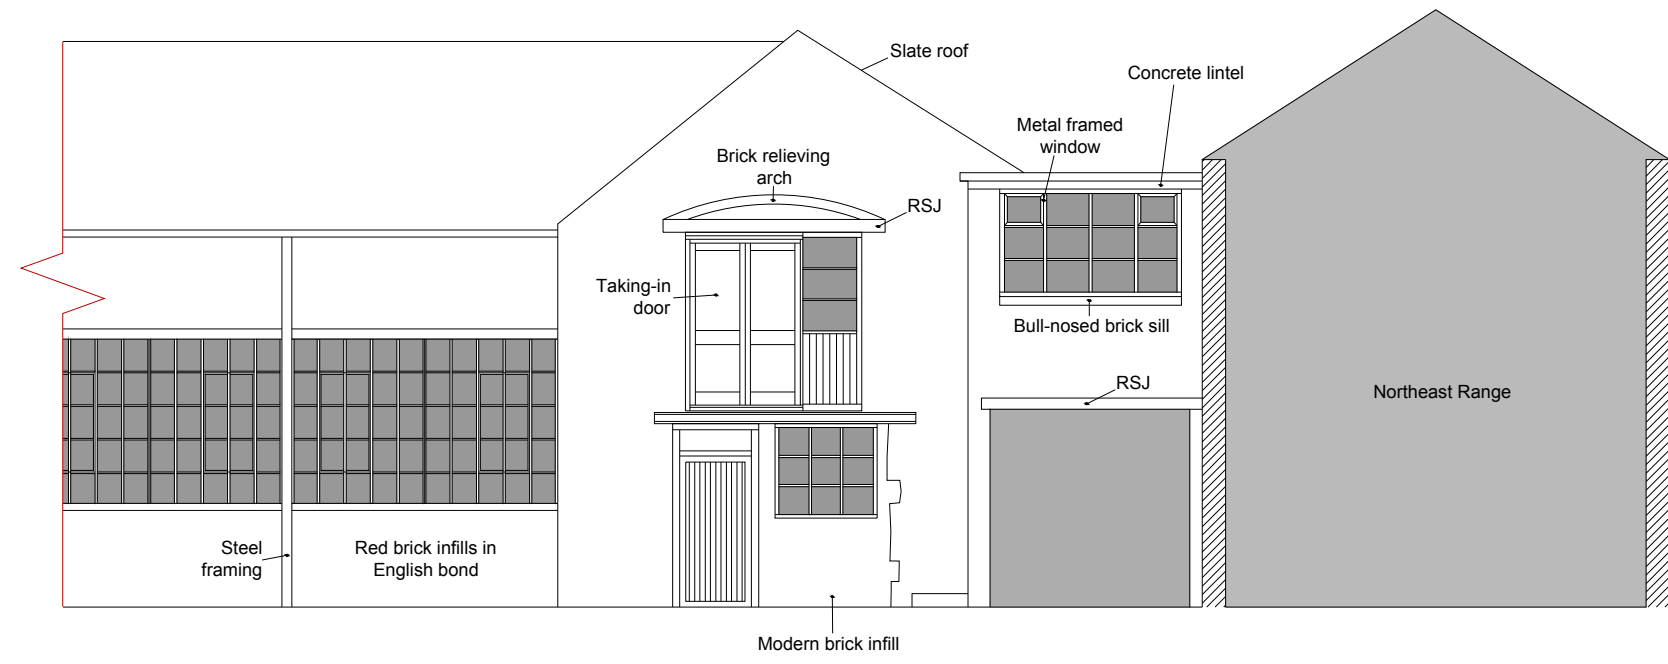 Slate roof
Concrete lintel
Metal framed
window
Brick relieving
arch
RSJ
Taking-in
door
Bull-nosed brick sill
RSJ
Northeast Range
Steel
framing
Red brick infills in
English bond
Modern brick infill